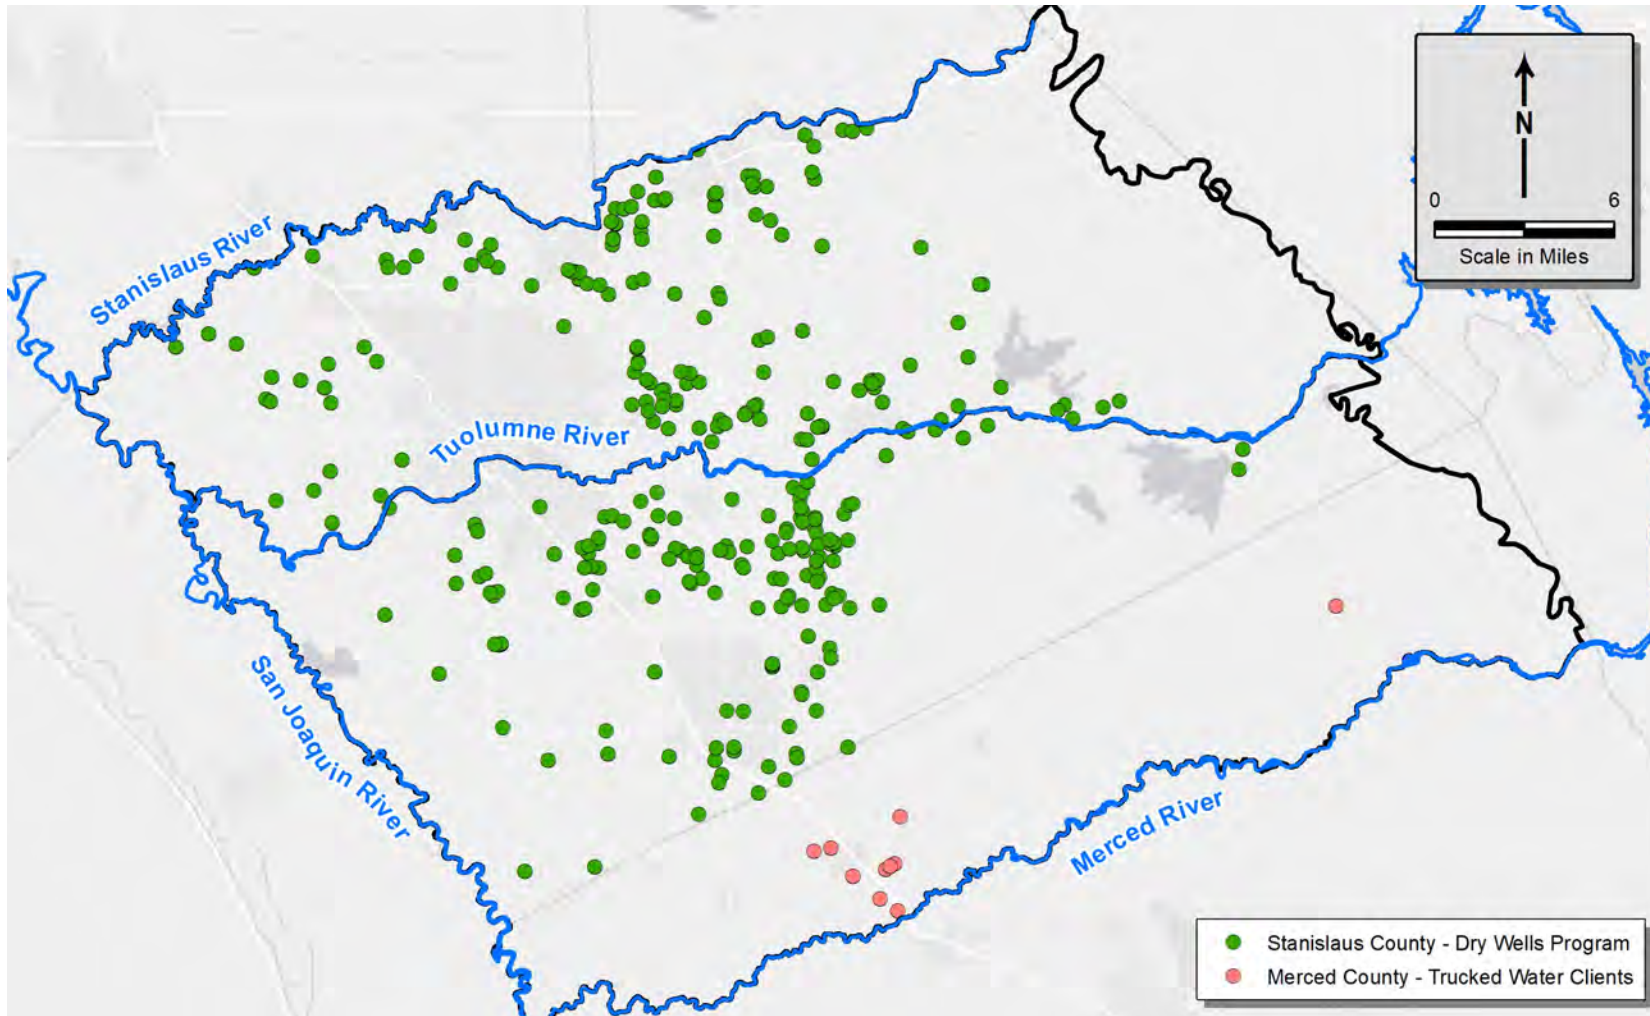 N
0 6
Scale in Miles
Stanislaus River
Tuolumne River
San Joaquin River
Merced River
Stanislaus County - Dry Wells Program
Merced County - Trucked Water Clients